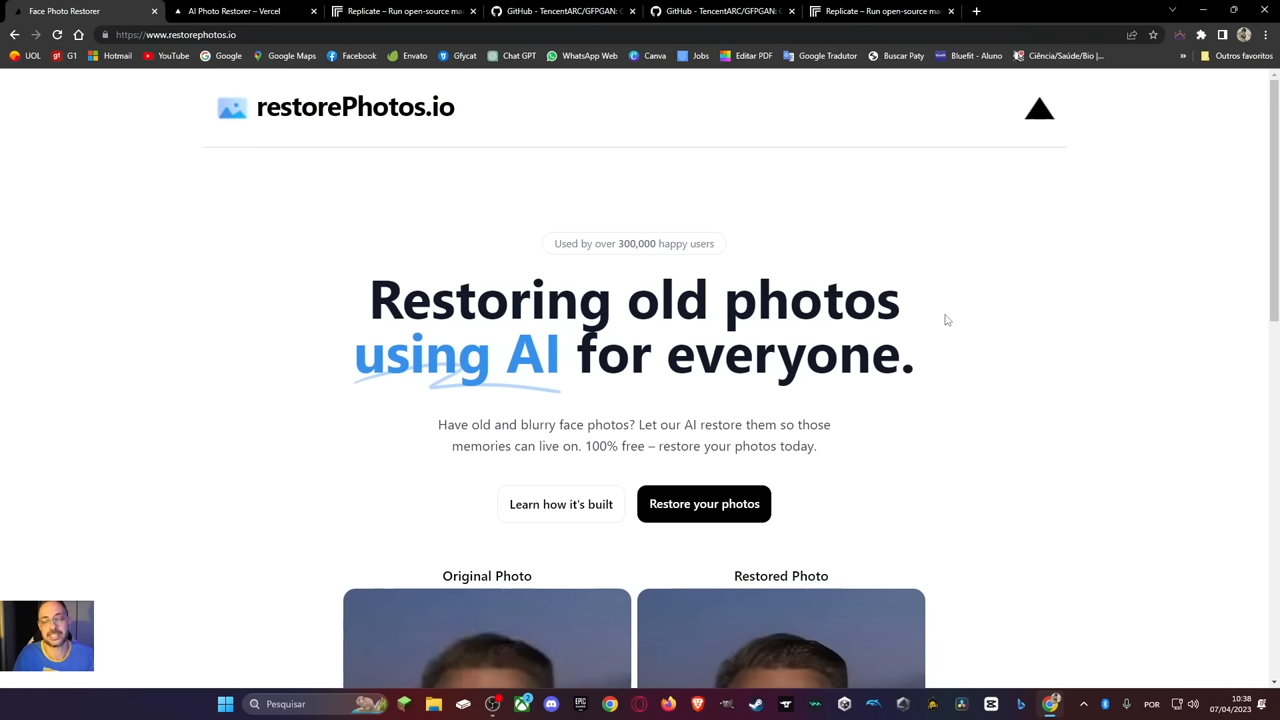 Face Photo Restorer
AI Photo Restorer – Vercel
Replicate – Run open-source ma
GitHub - TencentARC/GFPGAN: G
GitHub - TencentARC/GFPGAN: G
Replicate – Run open-source ma
https://www.restorephotos.io
UOL
G1
Hotmail
YouTube
Google
Google Maps
Facebook
Envato
Gfycat
Chat GPT
WhatsApp Web
Canva
Jobs
Editar PDF
Google Tradutor
Buscar Paty
Bluefit - Aluno
Ciência/Saúde/Bio |...
»
Outros favoritos
restorePhotos.io
Used by over 300,000 happy users
Restoring old photos
using AI for everyone.
Have old and blurry face photos? Let our AI restore them so those
memories can live on. 100% free – restore your photos today.
Learn how it's built
Restore your photos
Original Photo
Restored Photo
Pesquisar
EPIC
2
POR
10:38
07/04/2023